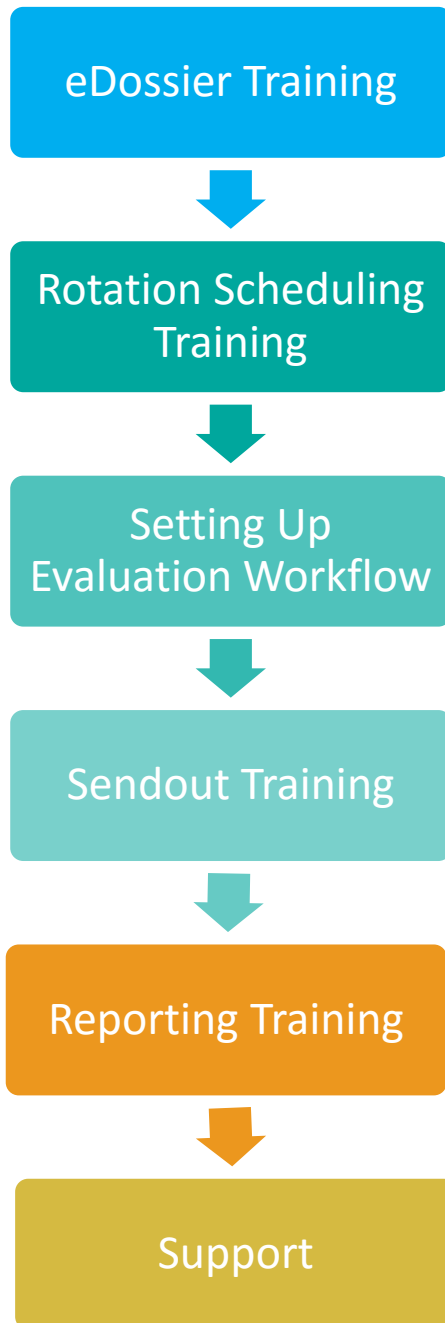 eDossier Training
Rotation Scheduling
Training
Setting Up
Evaluation Workflow
Sendout Training
Reporting Training
Support